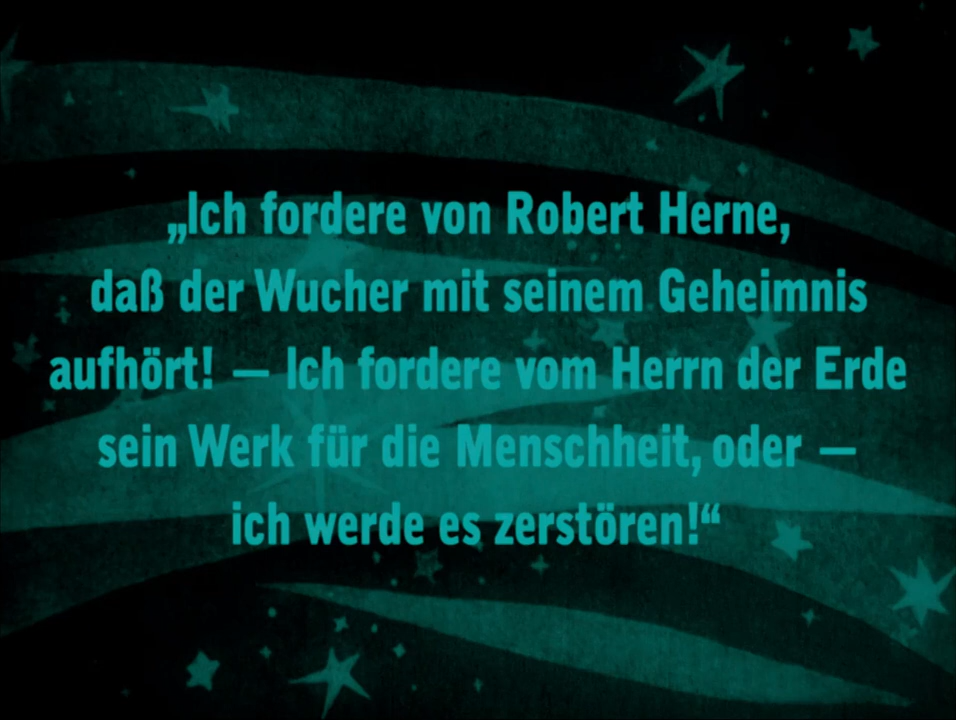 „Ich fordere von Robert Herne,
daß der Wucher mit seinem Geheimnis
aufhört! — Ich fordere vom Herrn der Erde
sein Werk für die Menschheit, oder —
ich werde es zerstören!“